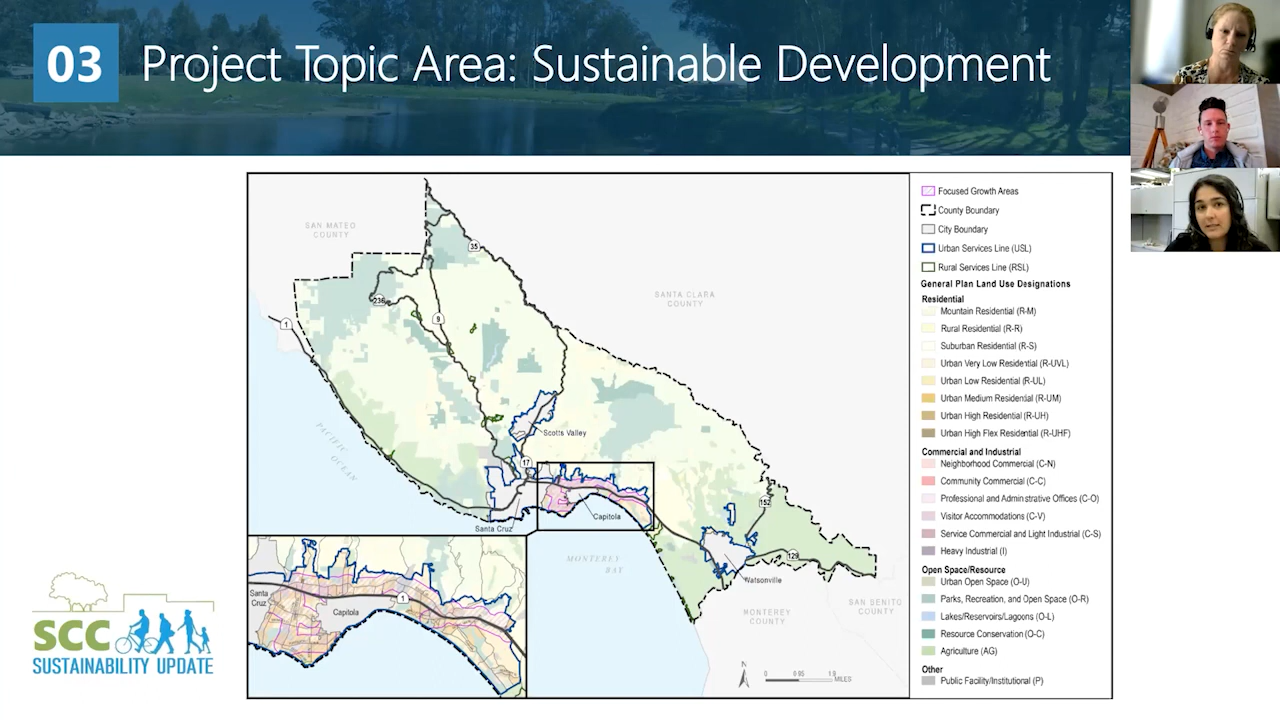 03 Project Topic Area: Sustainable Development
SAN MATEO
COUNTY
35
236
9
1
SANTA CLARA
COUNTY
PACIFIC
OCEAN
Scotts Valley
17
Santa Cruz
Capitola
152
129
Watsonville
MONTEREY
BAY
MONTEREY
COUNTY
SAN BENITO
COUNTY
Santa
Cruz
Capitola
1
N
0 0.95 1.9
MILES
Focused Growth Areas
County Boundary
City Boundary
Urban Services Line (USL)
Rural Services Line (RSL)
General Plan Land Use Designations
Residential
Mountain Residential (R-M)
Rural Residential (R-R)
Suburban Residential (R-S)
Urban Very Low Residential (R-UVL)
Urban Low Residential (R-UL)
Urban Medium Residential (R-UM)
Urban High Residential (R-UH)
Urban High Flex Residential (R-UHF)
Commercial and Industrial
Neighborhood Commercial (C-N)
Community Commercial (C-C)
Professional and Administrative Offices (C-O)
Visitor Accommodations (C-V)
Service Commercial and Light Industrial (C-S)
Heavy Industrial (I)
Open Space/Resource
Urban Open Space (O-U)
Parks, Recreation, and Open Space (O-R)
Lakes/Reservoirs/Lagoons (O-L)
Resource Conservation (O-C)
Agriculture (AG)
Other
Public Facility/Institutional (P)
SCC
SUSTAINABILITY UPDATE